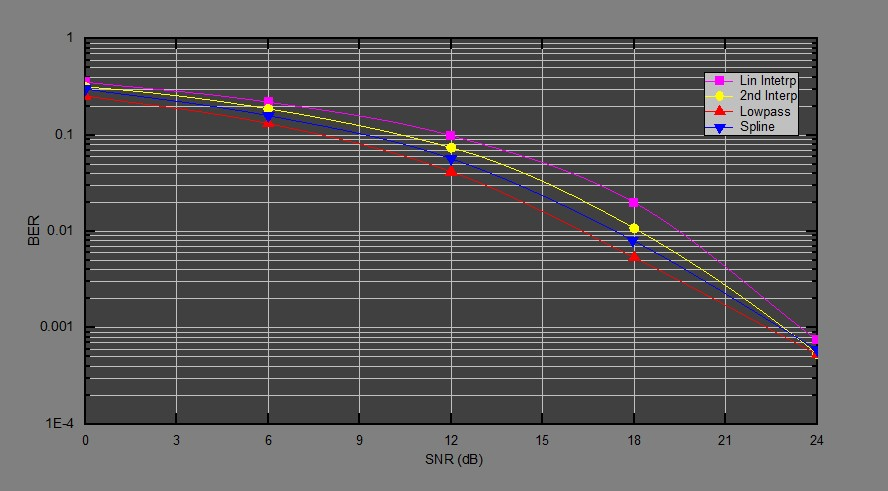 1
0.1
0.01
0.001
1E-4
BER
Lin Intetrp
2nd Interp
Lowpass
Spline
0 3 6 9 12 15 18 21 24
SNR (dB)